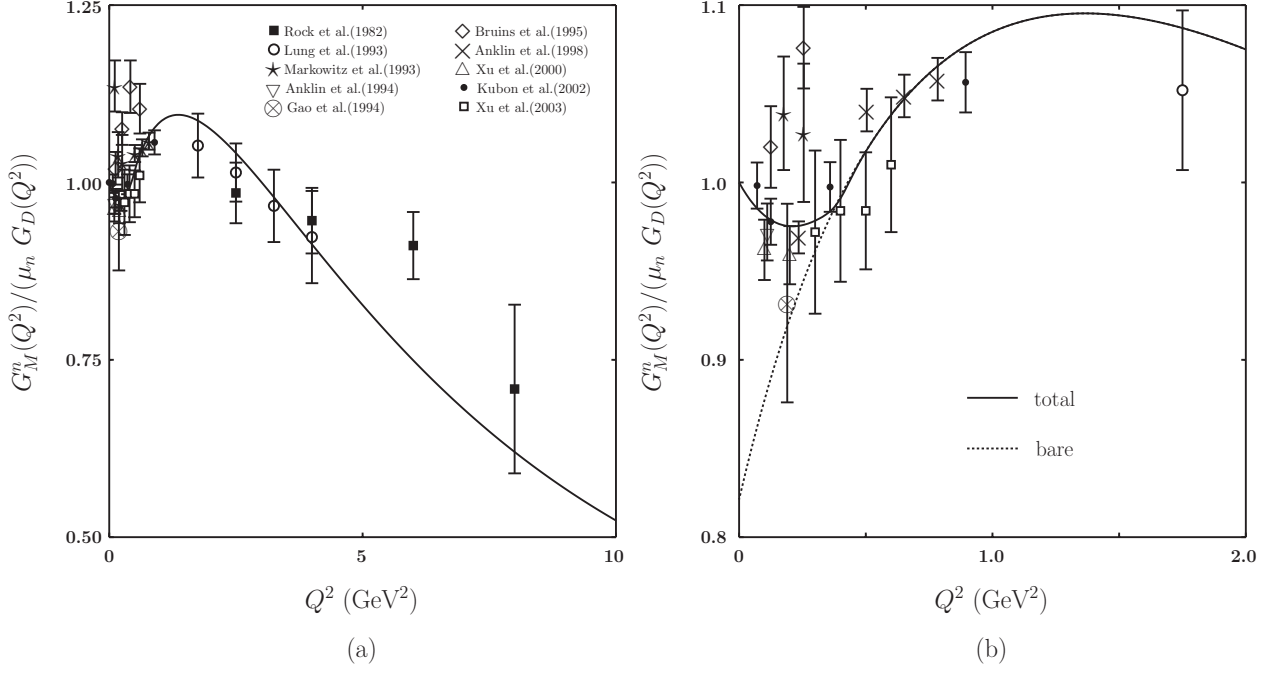 1.25
1.00
0.75
0.50
0
5
10
G_M^n(Q^2)/(μ_n G_D(Q^2))
Q^2 (GeV^2)
(a)
Rock et al.(1982)
Lung et al.(1993)
Markowitz et al.(1993)
Anklin et al.(1994)
Gao et al.(1994)
Bruins et al.(1995)
Anklin et al.(1998)
Xu et al.(2000)
Kubon et al.(2002)
Xu et al.(2003)
1.1
1.0
0.9
0.8
0
1.0
2.0
G_M^n(Q^2)/(μ_n G_D(Q^2))
total
bare
Q^2 (GeV^2)
(b)